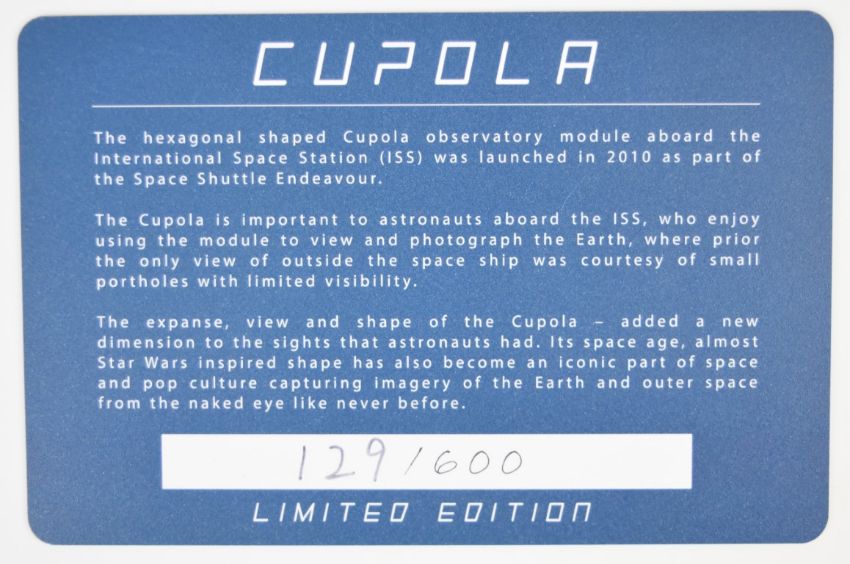 CUPOLA
The hexagonal shaped Cupola observatory module aboard the
International Space Station (ISS) was launched in 2010 as part of
the Space Shuttle Endeavour.
The Cupola is important to astronauts aboard the ISS, who enjoy
using the module to view and photograph the Earth, where prior
the only view of outside the space ship was courtesy of small
portholes with limited visibility.
The expanse, view and shape of the Cupola – added a new
dimension to the sights that astronauts had. Its space age, almost
Star Wars inspired shape has also become an iconic part of space
and pop culture capturing imagery of the Earth and outer space
from the naked eye like never before.
129/600
LIMITED EDITION